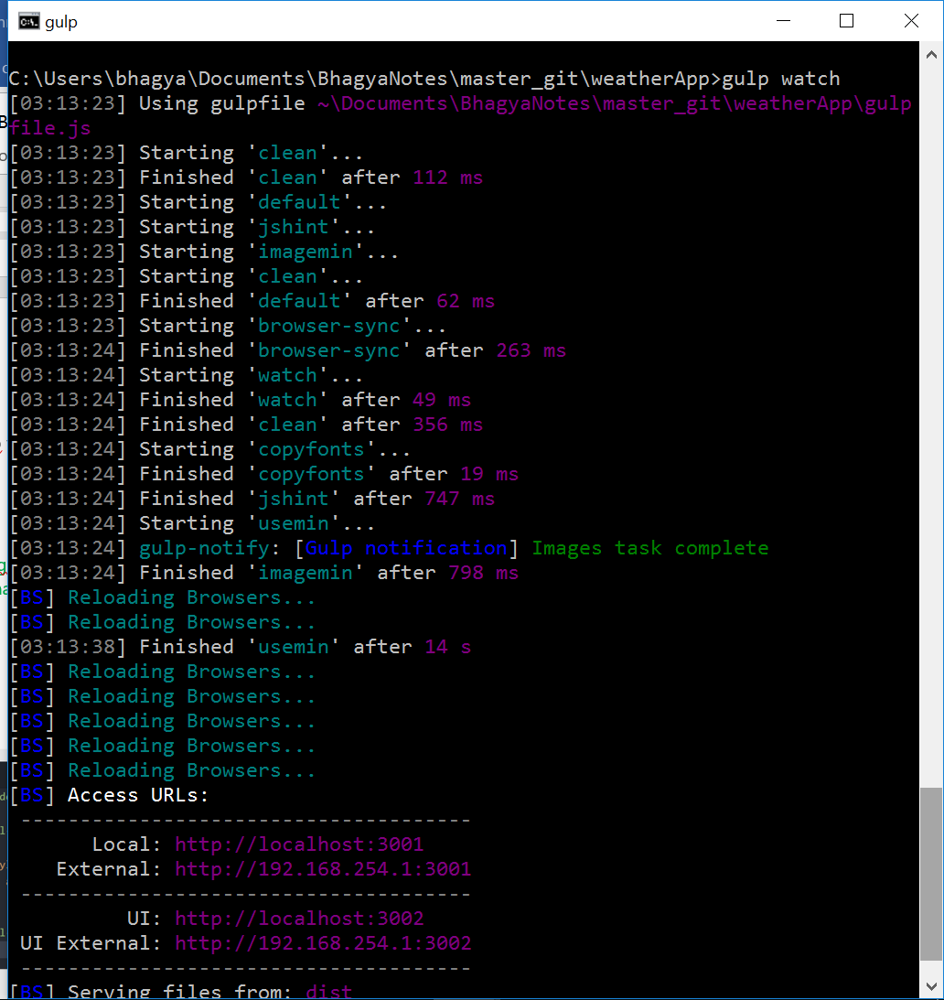 gulp
C:\Users\bhagya\Documents\BhagyaNotes\master_git\weatherApp>gulp watch
[03:13:23] Using gulpfile ~\Documents\BhagyaNotes\master_git\weatherApp\gulp
file.js
[03:13:23] Starting 'clean'...
[03:13:23] Finished 'clean' after 112 ms
[03:13:23] Starting 'default'...
[03:13:23] Starting 'jshint'...
[03:13:23] Starting 'imagemin'...
[03:13:23] Starting 'clean'...
[03:13:23] Finished 'default' after 62 ms
[03:13:23] Starting 'browser-sync'...
[03:13:24] Finished 'browser-sync' after 263 ms
[03:13:24] Starting 'watch'...
[03:13:24] Finished 'watch' after 49 ms
[03:13:24] Finished 'clean' after 356 ms
[03:13:24] Starting 'copyfonts'...
[03:13:24] Finished 'copyfonts' after 19 ms
[03:13:24] Finished 'jshint' after 747 ms
[03:13:24] Starting 'usemin'...
[03:13:24] gulp-notify: [Gulp notification] Images task complete
[03:13:24] Finished 'imagemin' after 798 ms
[BS] Reloading Browsers...
[BS] Reloading Browsers...
[03:13:38] Finished 'usemin' after 14 s
[BS] Reloading Browsers...
[BS] Reloading Browsers...
[BS] Reloading Browsers...
[BS] Reloading Browsers...
[BS] Reloading Browsers...
[BS] Access URLs:
--------------------------------------
Local: http://localhost:3001
External: http://192.168.254.1:3001
--------------------------------------
UI: http://localhost:3002
UI External: http://192.168.254.1:3002
--------------------------------------
[BS] Serving files from: dist